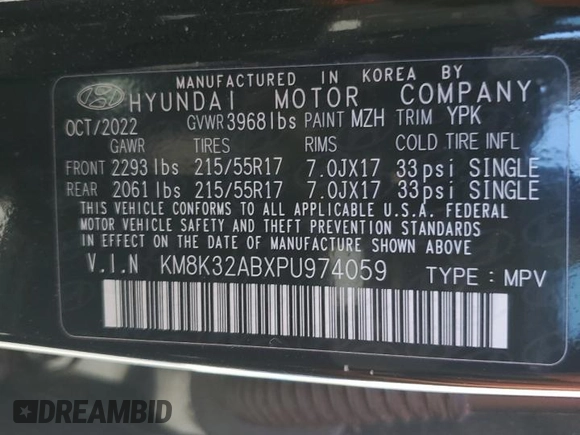 MANUFACTURED IN KOREA BY
HYUNDAI MOTOR COMPANY
OCT/2022 GVWR 3968lbs PAINT MZH TRIM YPK
GAWR TIRES RIMS COLD TIRE INFL
FRONT 2293 lbs 215/55R17 7.0JX17 33 psi SINGLE
REAR 2061 lbs 215/55R17 7.0JX17 33 psi SINGLE
THIS VEHICLE CONFORMS TO ALL APPLICABLE U.S.A. FEDERAL
MOTOR VEHICLE SAFETY AND THEFT PREVENTION STANDARDS
IN EFFECT ON THE DATE OF MANUFACTURE SHOWN ABOVE.
V.I.N KM8K32ABXPU974059 TYPE : MPV
DREAMBID